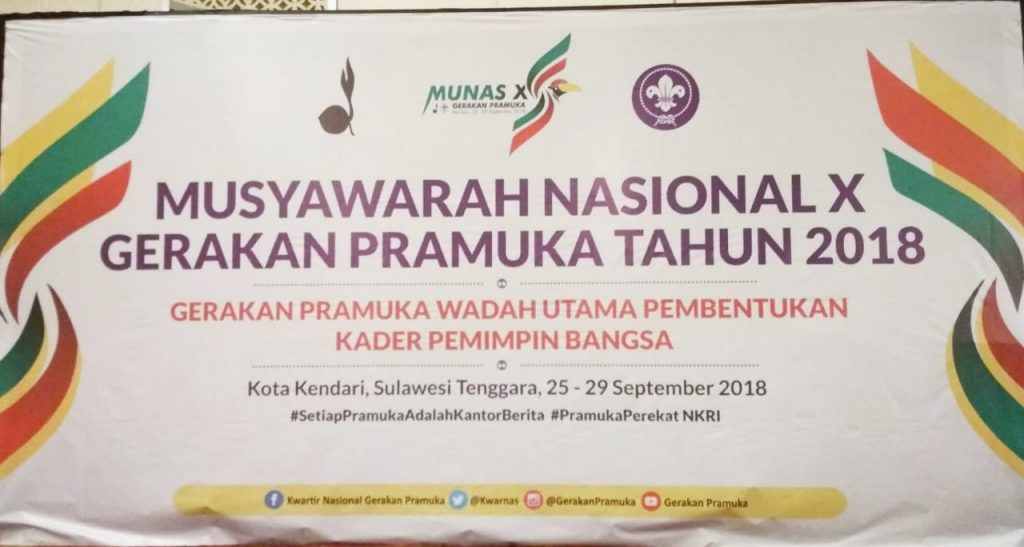 MUNAS X
GERAKAN PRAMUKA
MUSYAWARAH NASIONAL X
GERAKAN PRAMUKA TAHUN 2018
GERAKAN PRAMUKA WADAH UTAMA PEMBENTUKAN
KADER PEMIMPIN BANGSA
Kota Kendari, Sulawesi Tenggara, 25 - 29 September 2018
#SetiapPramukaAdalahKantorBerita #PramukaPerekat NKRI
Kwartir Nasional Gerakan Pramuka @Kwarnas @GerakanPramuka Gerakan Pramuka